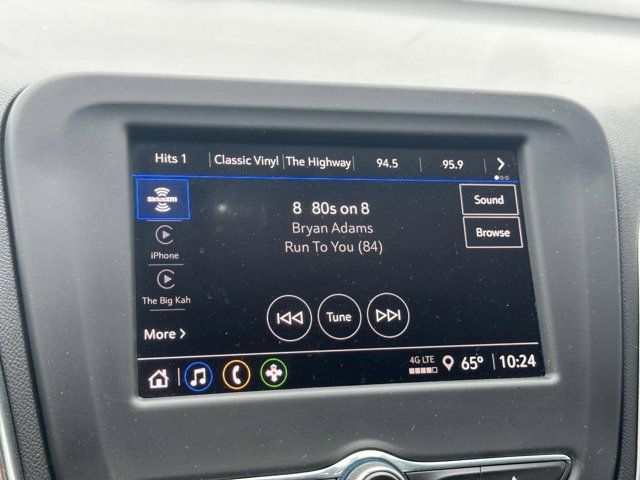 Hits 1 Classic Vinyl The Highway 94.5 95.9
SiriusXM
8 80s on 8
Bryan Adams
Run To You (84)
Sound
Browse
iPhone
The Big Kah
More
Tune
4G LTE 65° 10:24